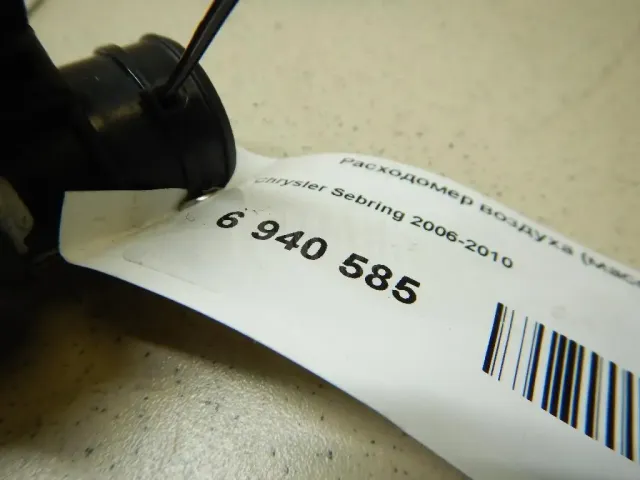 Расходомер воздуха
Chrysler Sebring 2006-2010
6 940 585